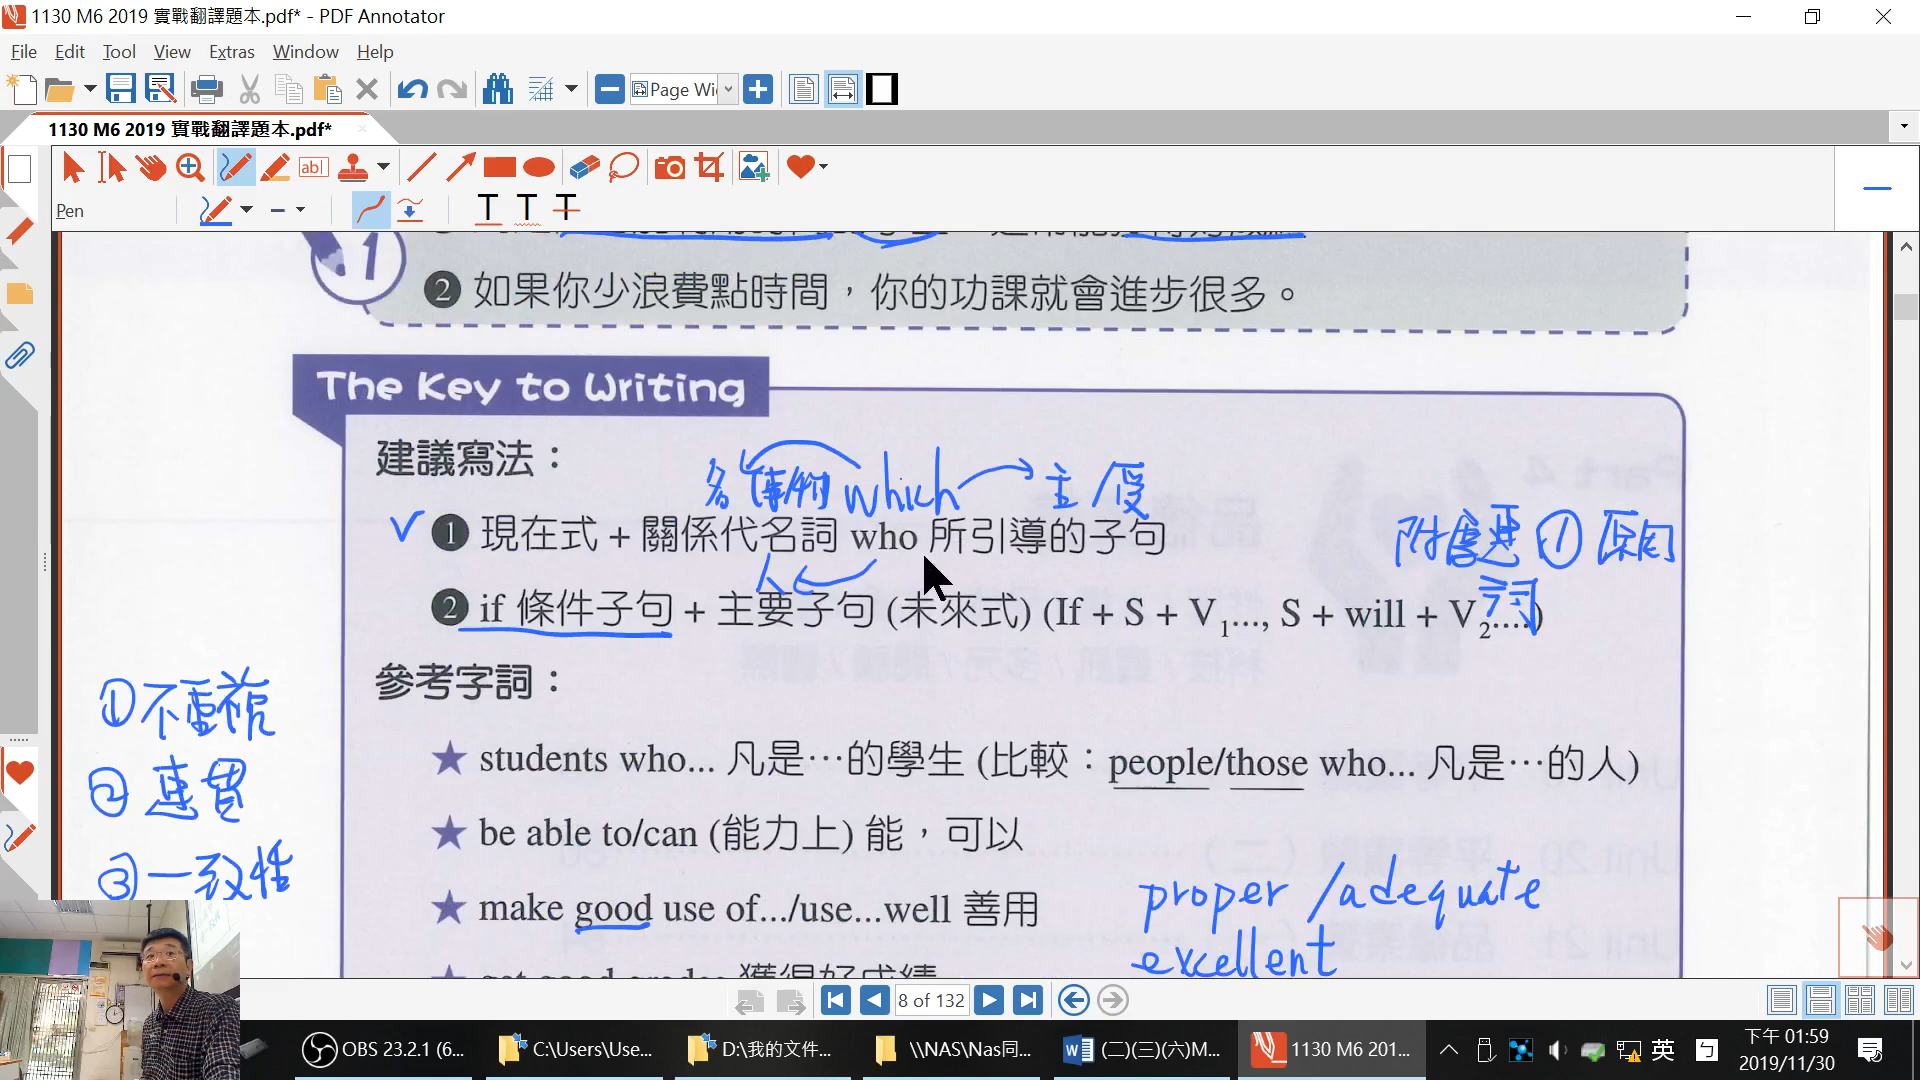 1130 M6 2019 實戰翻譯題本.pdf* - PDF Annotator
File Edit Tool View Extras Window Help
Page Wi
1130 M6 2019 實戰翻譯題本.pdf*
Pen
1
❷ 如果你少浪費點時間，你的功課就會進步很多。
The Key to Writing
建議寫法：
名 事/物 which 主/受
✓ ❶ 現在式 + 關係代名詞 who 所引導的子句
人
❷ if 條件子句 + 主要子句 (未來式) (If + S + V1..., S + will + V2....)
參考字詞：
① 不重複
② 連貫
③ 一致性
★ students who... 凡是…的學生 (比較：people/those who... 凡是…的人)
★ be able to/can (能力上) 能，可以
★ make good use of.../use...well 善用
proper /adequate
excellent
8 of 132
OBS 23.2.1 (6...
C:\Users\Use...
D:\我的文件...
\\NAS\Nas同...
(二)(三)(六)M...
1130 M6 201...
英
下午 01:59
2019/11/30